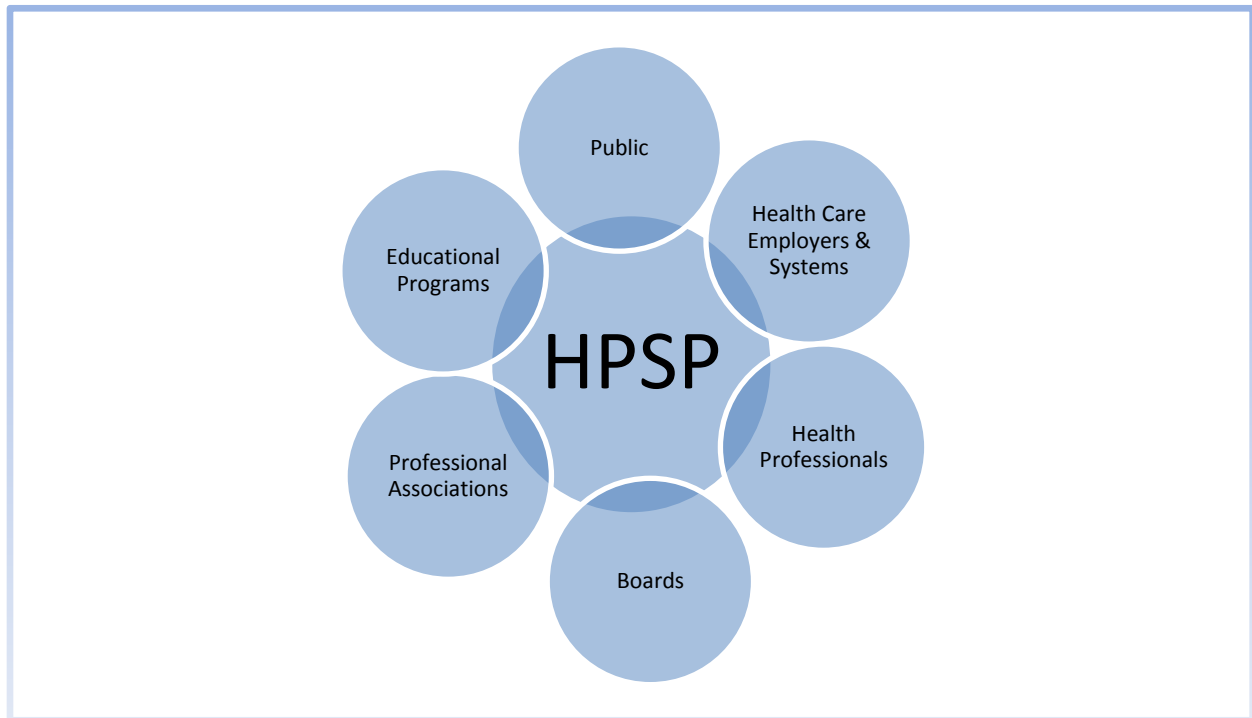 Public
Health Care
Employers &
Systems
Educational
Programs
HPSP
Health
Professionals
Professional
Associations
Boards